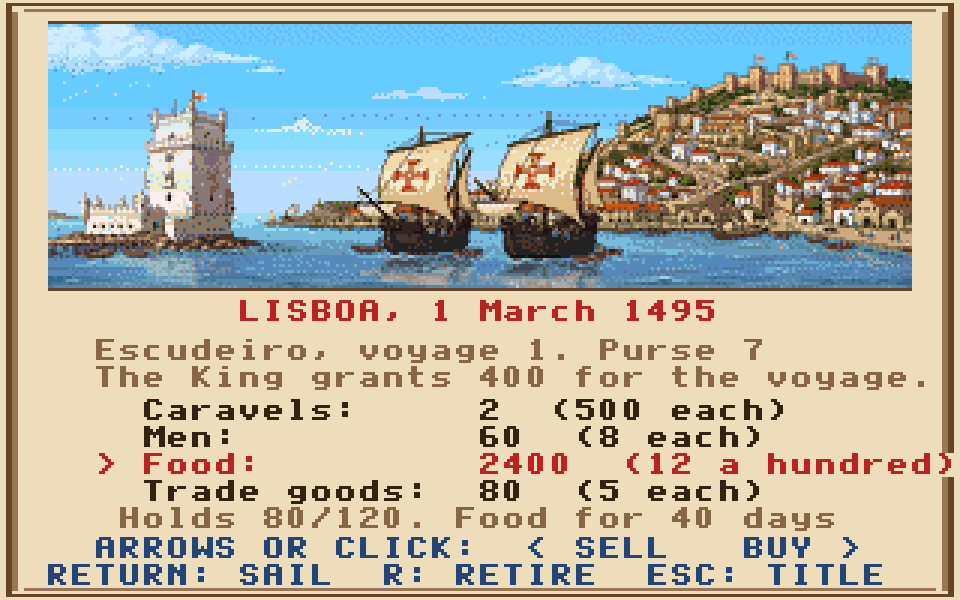 LISBOA, 1 March 1495
Escudeiro, voyage 1. Purse 7
The King grants 400 for the voyage.
Caravels: 2 (500 each)
Men: 60 (8 each)
> Food: 2400 (12 a hundred)
Trade goods: 80 (5 each)
Holds 80/120. Food for 40 days
ARROWS OR CLICK: < SELL BUY >
RETURN: SAIL R: RETIRE ESC: TITLE